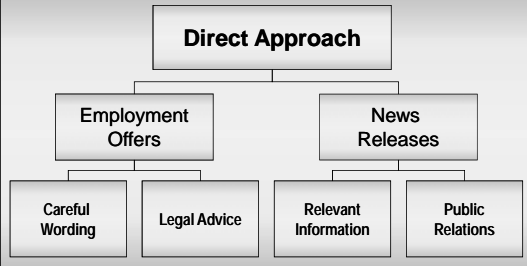 Direct Approach
Employment
Offers
News
Releases
Careful
Wording
Legal Advice
Relevant
Information
Public
Relations